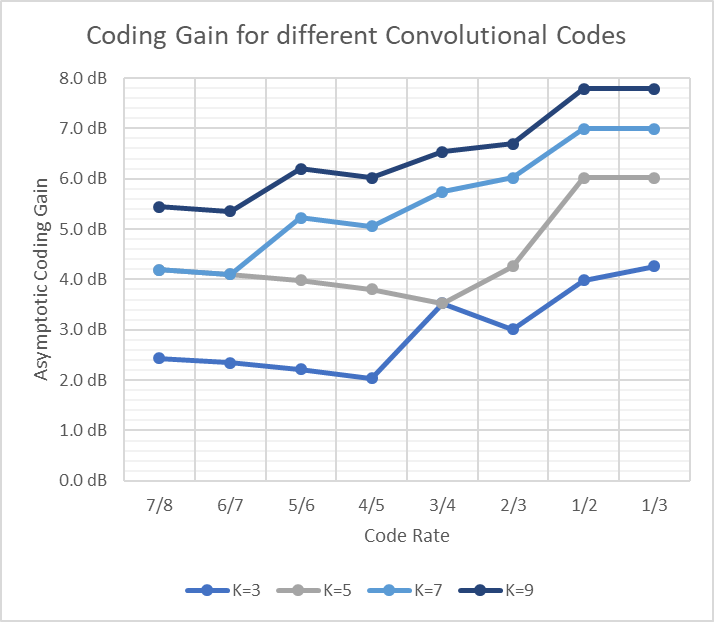 Coding Gain for different Convolutional Codes
8.0 dB
7.0 dB
6.0 dB
5.0 dB
4.0 dB
3.0 dB
2.0 dB
1.0 dB
0.0 dB
Asymptotic Coding Gain
7/8 6/7 5/6 4/5 3/4 2/3 1/2 1/3
Code Rate
K=3 K=5 K=7 K=9